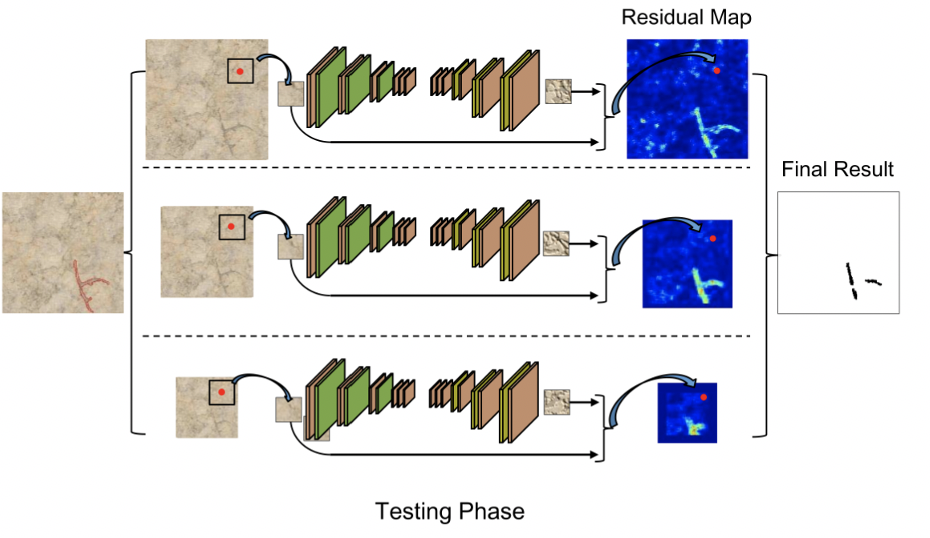 Residual Map
Final Result
Testing Phase